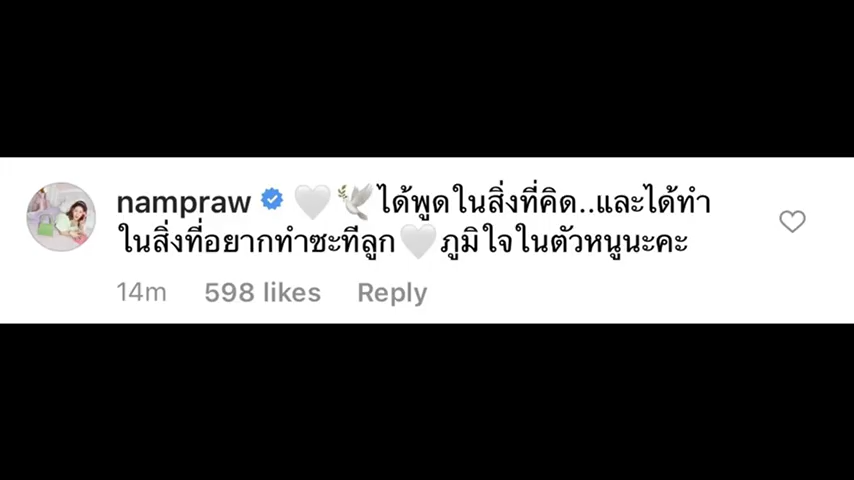 nampraw 🤍🕊️ได้พูดในสิ่งที่คิด..และได้ทำ
ในสิ่งที่อยากทำซะทีลูก🤍ภูมิใจในตัวหนูนะคะ
14m 598 likes Reply